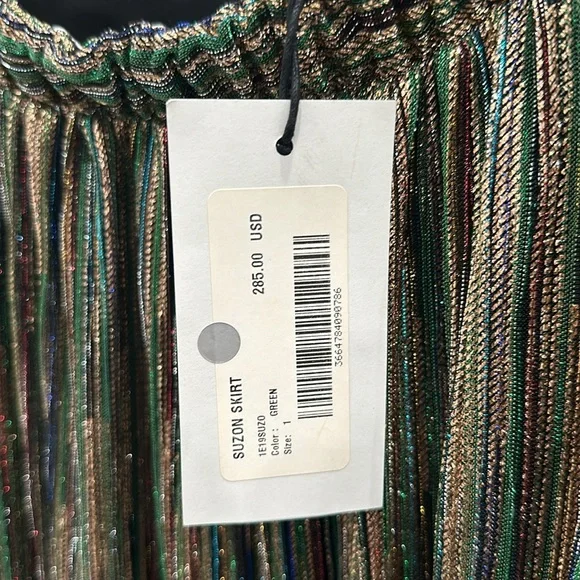 SUZON SKIRT
1E19SUZO
Color : GREEN
Size: 1
285.00 USD
3664784090786